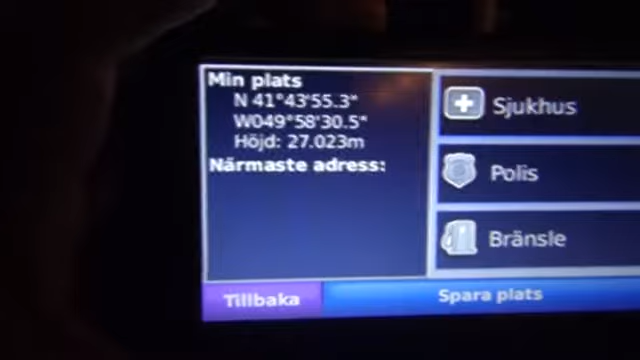 Min plats
N 41°43'55.3"
W049°58'30.5"
Höjd: 27.023m
Närmaste adress:
Sjukhus
Polis
Bränsle
Tillbaka
Spara plats